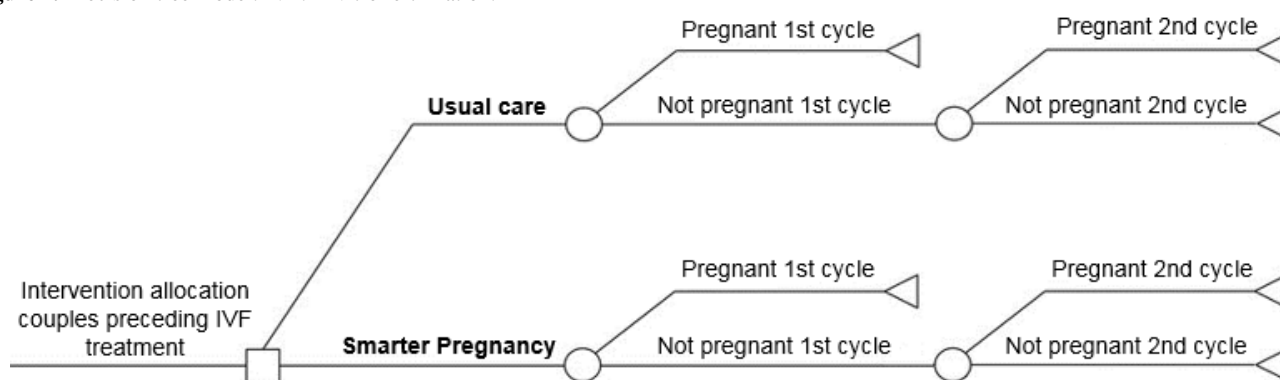 Pregnant 1st cycle
Pregnant 2nd cycle
Usual care
Not pregnant 1st cycle
Not pregnant 2nd cycle
Pregnant 1st cycle
Pregnant 2nd cycle
Intervention allocation
couples preceding IVF
treatment
Smarter Pregnancy
Not pregnant 1st cycle
Not pregnant 2nd cycle